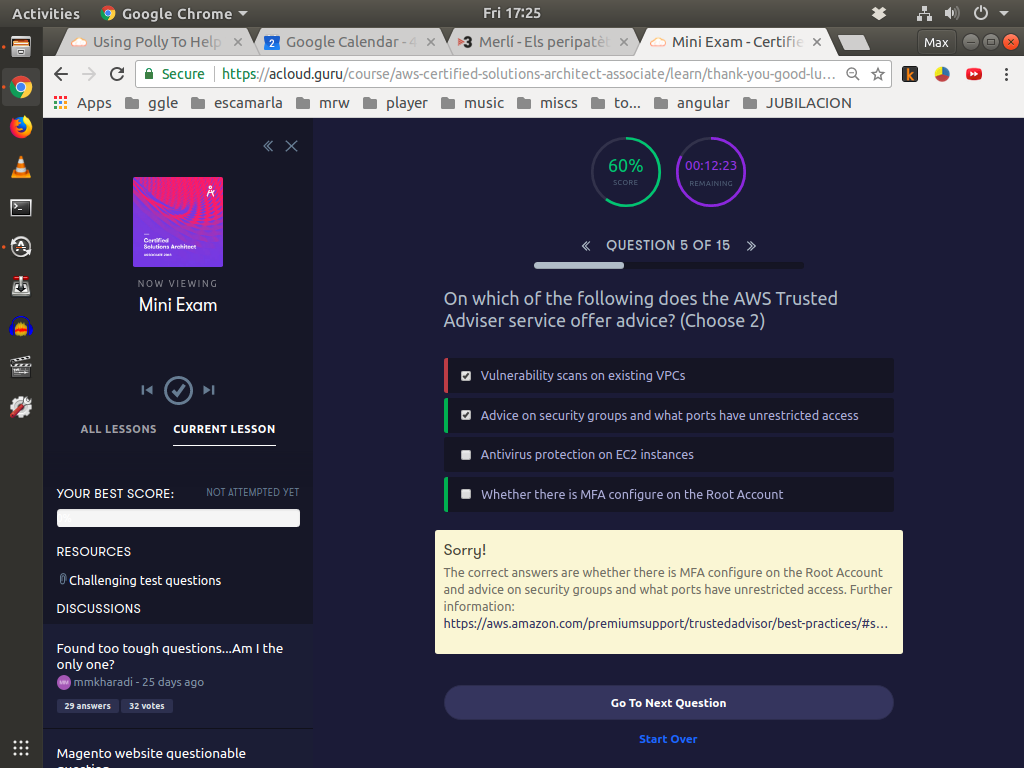 Activities Google Chrome Fri 17:25
Using Polly To Help 2 Google Calendar - 4 3 Merlí - Els peripatèt Mini Exam - Certifie Max
Secure https://acloud.guru/course/aws-certified-solutions-architect-associate/learn/thank-you-good-lu... k
Apps ggle escamarla mrw player music miscs to... angular JUBILACION
60%
SCORE
00:12:23
REMAINING
Certified
Solutions Architect
NOW VIEWING
Mini Exam
ALL LESSONS CURRENT LESSON
YOUR BEST SCORE: NOT ATTEMPTED YET
RESOURCES
Challenging test questions
DISCUSSIONS
Found too tough questions...Am I the
only one?
MM mmkharadi - 25 days ago
29 answers 32 votes
Magento website questionable
question
« QUESTION 5 OF 15 »
On which of the following does the AWS Trusted
Adviser service offer advice? (Choose 2)
Vulnerability scans on existing VPCs
Advice on security groups and what ports have unrestricted access
Antivirus protection on EC2 instances
Whether there is MFA configure on the Root Account
Sorry!
The correct answers are whether there is MFA configure on the Root Account
and advice on security groups and what ports have unrestricted access. Further
information:
https://aws.amazon.com/premiumsupport/trustedadvisor/best-practices/#s...
Go To Next Question
Start Over